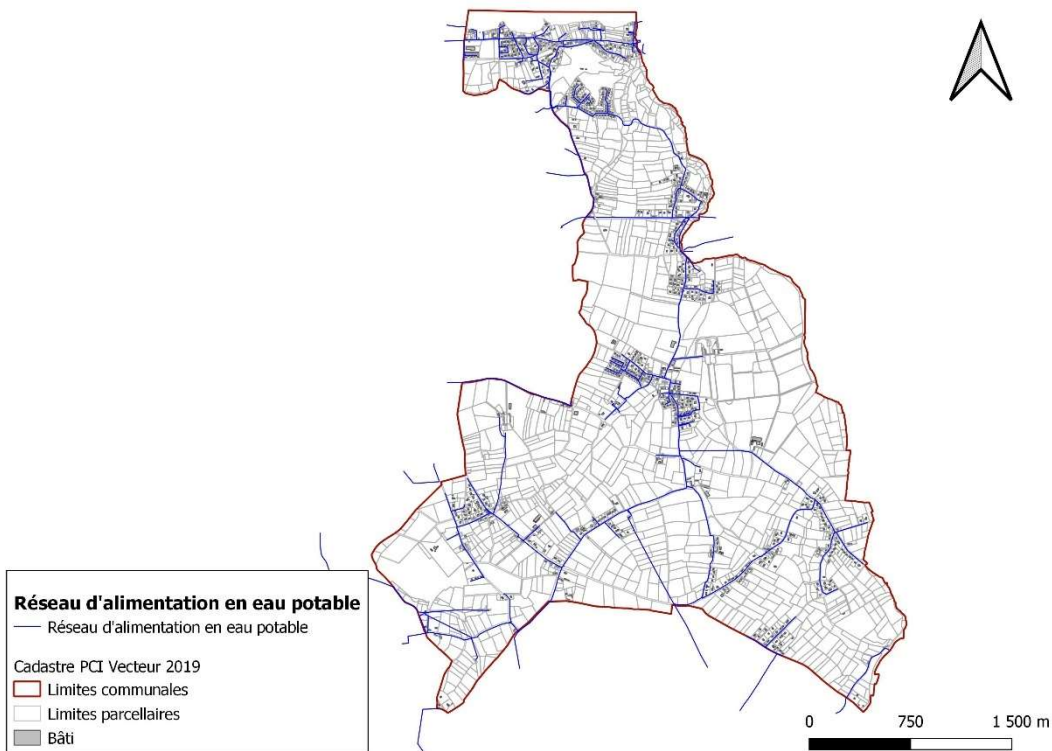 Réseau d'alimentation en eau potable
Réseau d'alimentation en eau potable
Cadastre PCI Vecteur 2019
Limites communales
Limites parcellaires
Bâti
0 750 1 500 m